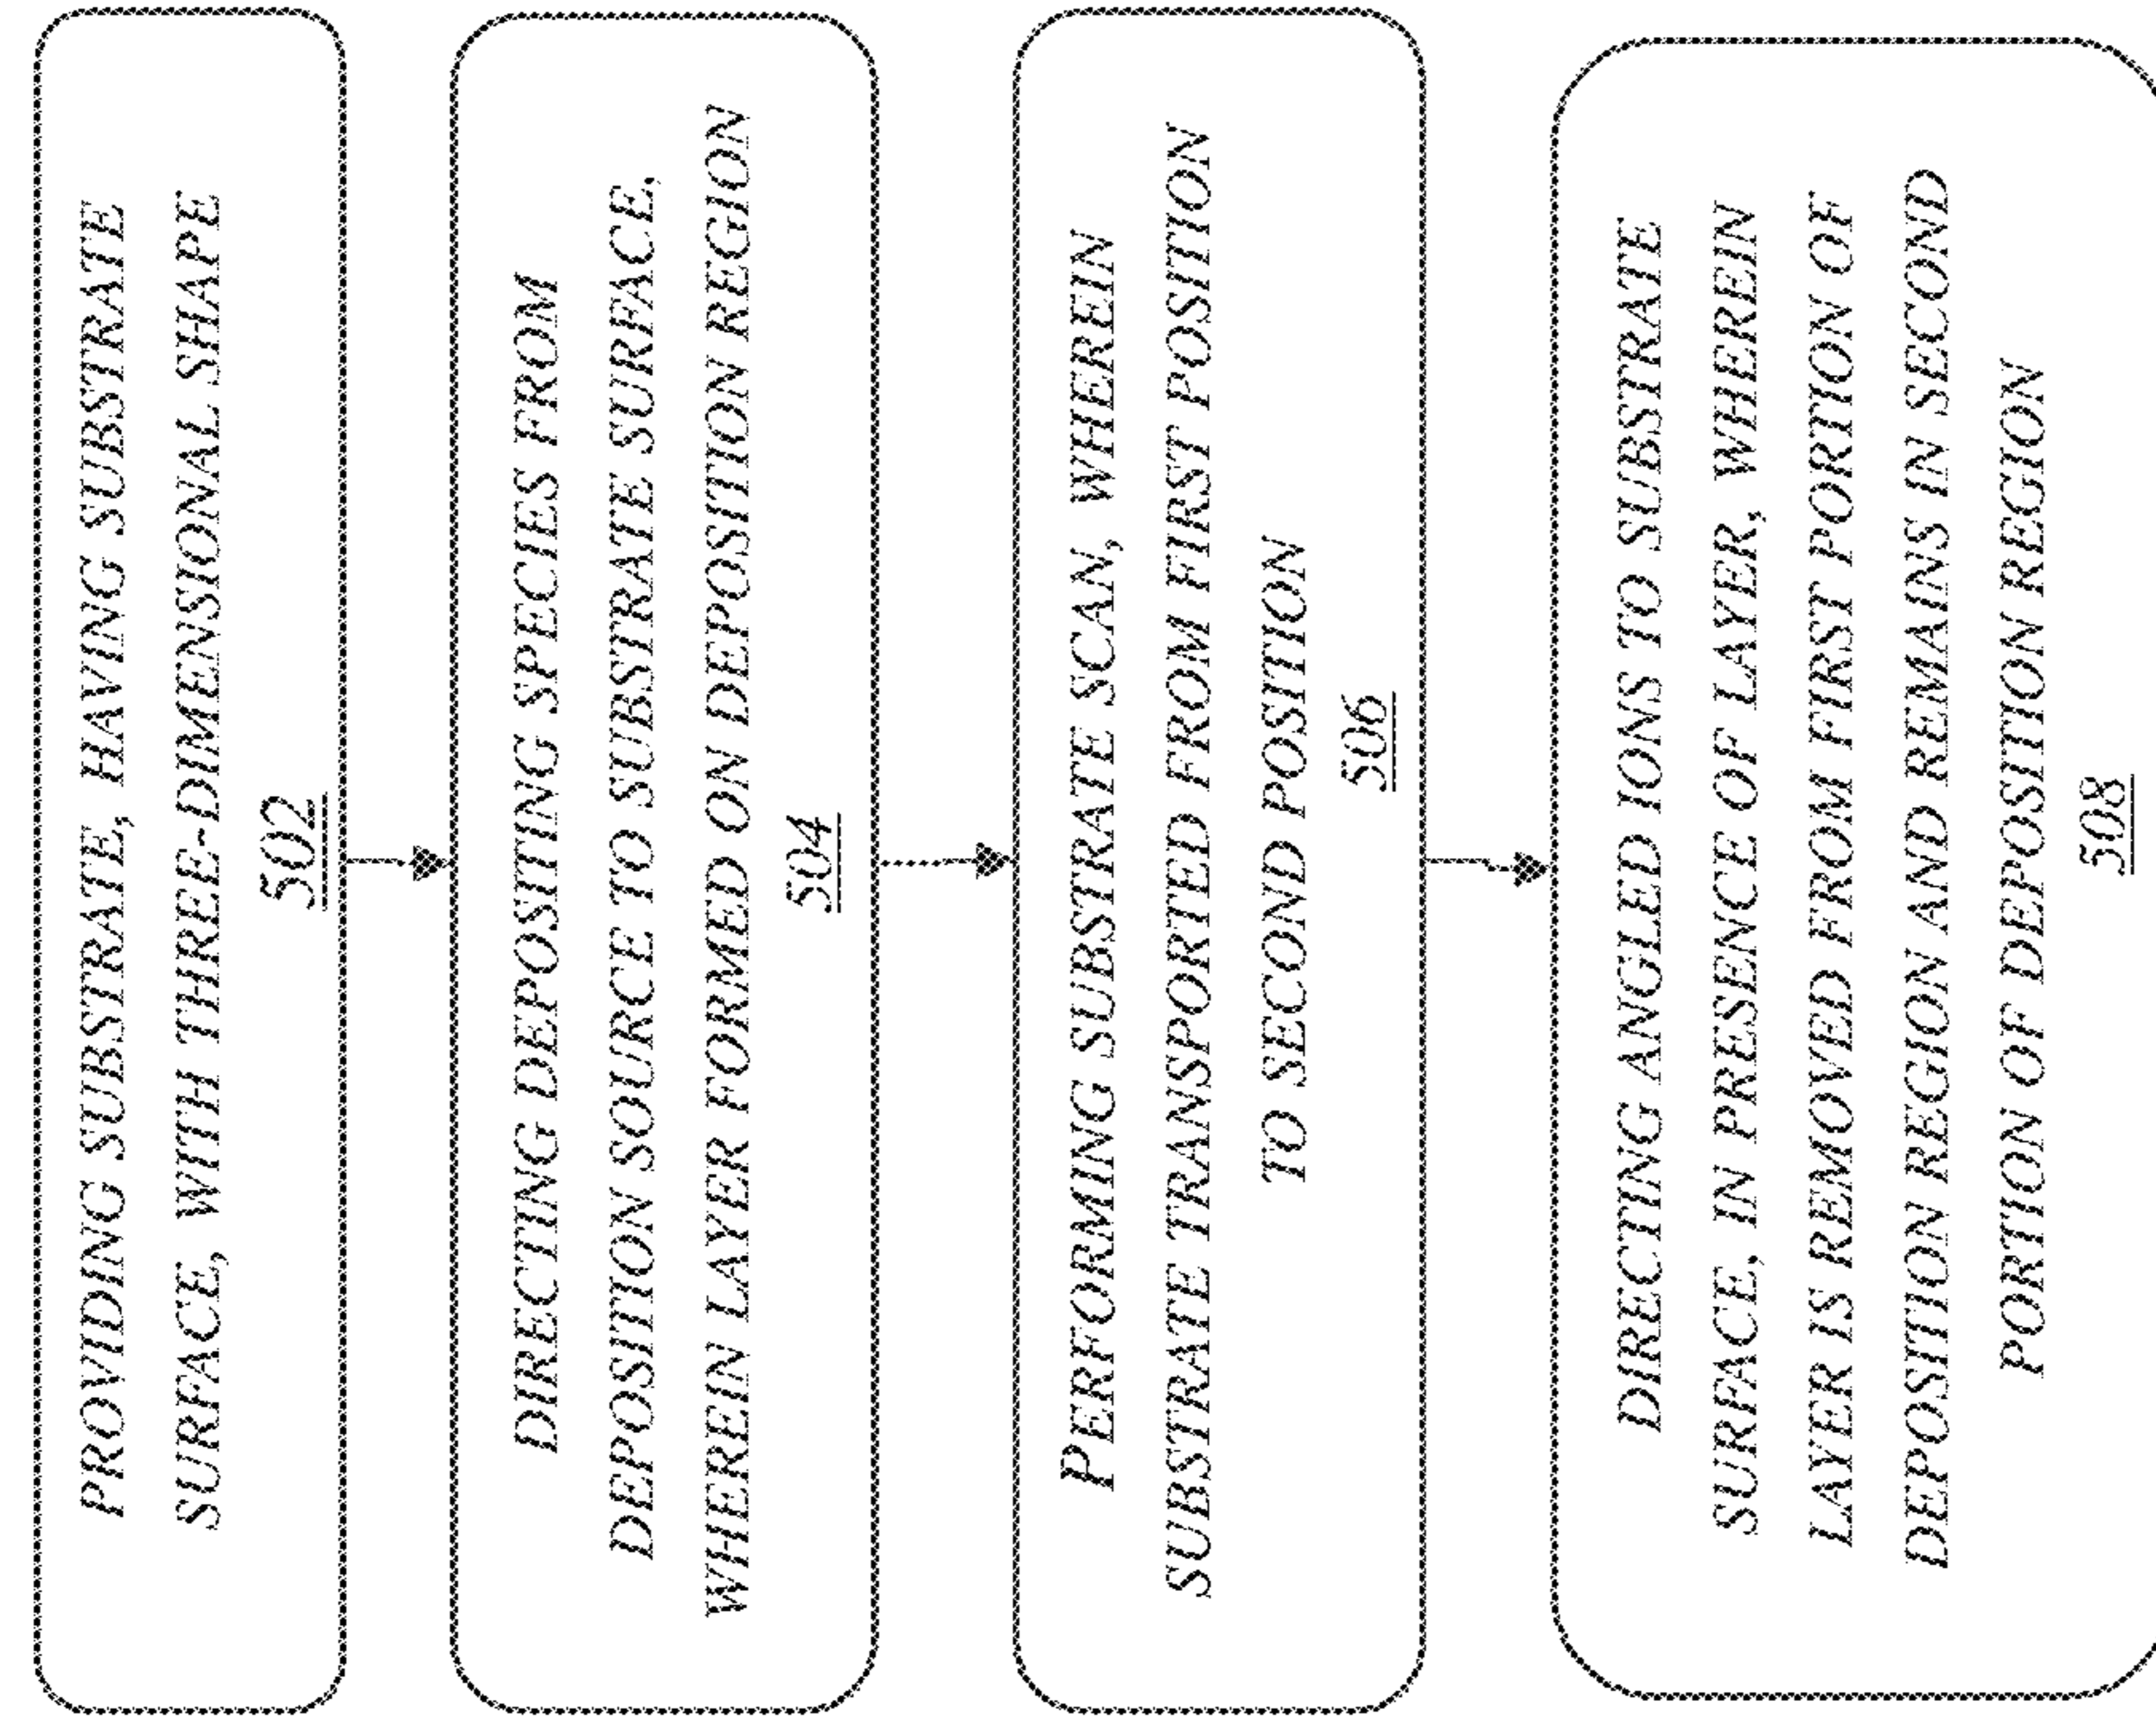 PROVIDING SUBSTRATE, HAVING SUBSTRATE
SURFACE, WITH THREE-DIMENSIONAL SHAPE
502
DIRECTING DEPOSITING SPECIES FROM
DEPOSITION SOURCE TO SUBSTRATE SURFACE,
WHEREIN LAYER FORMED ON DEPOSITION REGION
504
PERFORMING SUBSTRATE SCAN, WHEREIN
SUBSTRATE TRANSPORTED FROM FIRST POSITION
TO SECOND POSITION
506
DIRECTING ANGLED IONS TO SUBSTRATE
SURFACE, IN PRESENCE OF LAYER, WHEREIN
LAYER IS REMOVED FROM FIRST PORTION OF
DEPOSITION REGION AND REMAINS IN SECOND
PORTION OF DEPOSITION REGION
508